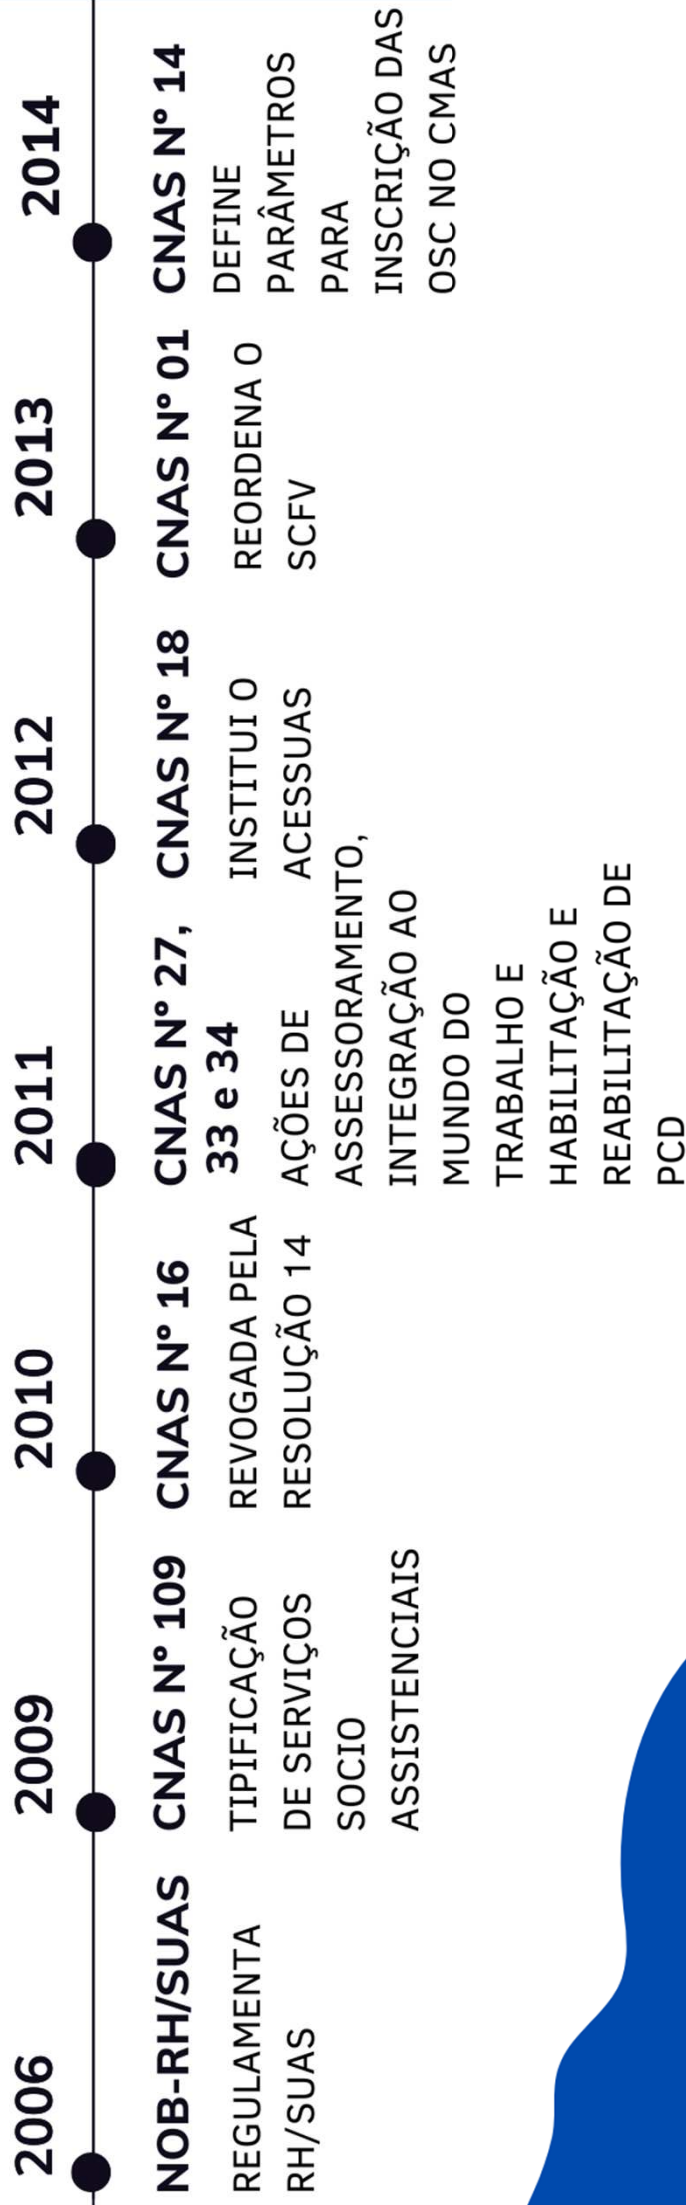 2006
NOB-RH/SUAS
REGULAMENTA
RH/SUAS
2009
CNAS Nº 109
TIPIFICAÇÃO
DE SERVIÇOS
SOCIO
ASSISTENCIAIS
2010
CNAS Nº 16
REVOGADA PELA
RESOLUÇÃO 14
2011
CNAS Nº 27,
33 e 34
AÇÕES DE
ASSESSORAMENTO,
INTEGRAÇÃO AO
MUNDO DO
TRABALHO E
HABILITAÇÃO E
REABILITAÇÃO DE
PCD
2012
CNAS Nº 18
INSTITUI O
ACESSUAS
2013
CNAS Nº 01
REORDENA O
SCFV
2014
CNAS Nº 14
DEFINE
PARÂMETROS
PARA
INSCRIÇÃO DAS
OSC NO CMAS